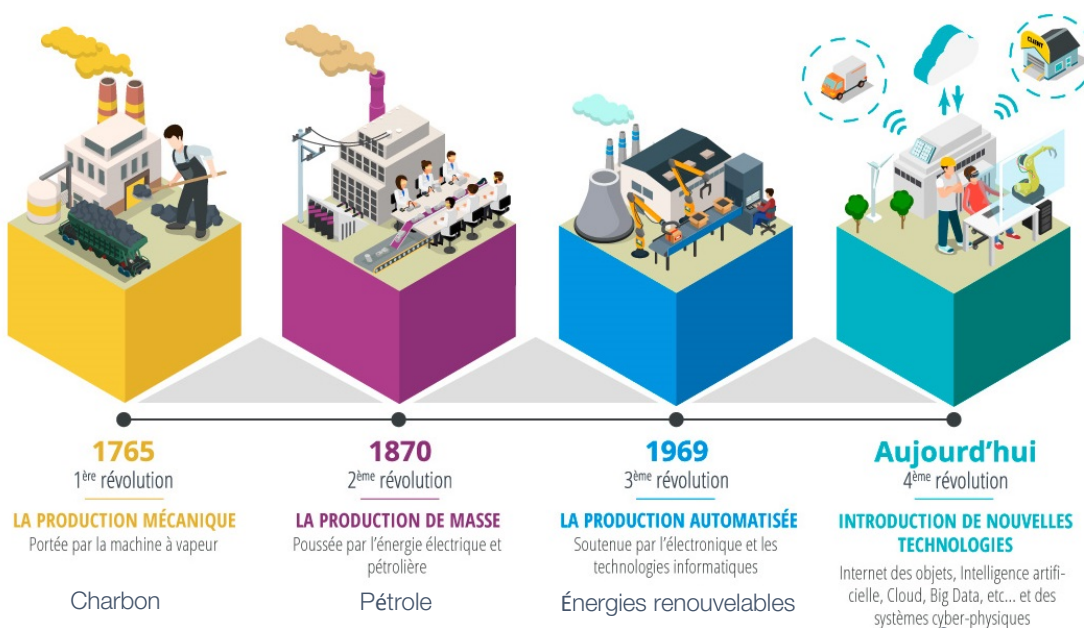 CLIENT
1765
1ère révolution
LA PRODUCTION MÉCANIQUE
Portée par la machine à vapeur
Charbon
1870
2ème révolution
LA PRODUCTION DE MASSE
Poussée par l'énergie électrique et
pétrolière
Pétrole
1969
3ème révolution
LA PRODUCTION AUTOMATISÉE
Soutenue par l'électronique et les
technologies informatiques
Énergies renouvelables
Aujourd'hui
4ème révolution
INTRODUCTION DE NOUVELLES
TECHNOLOGIES
Internet des objets, Intelligence artifi-
cielle, Cloud, Big Data, etc... et des
systèmes cyber-physiques